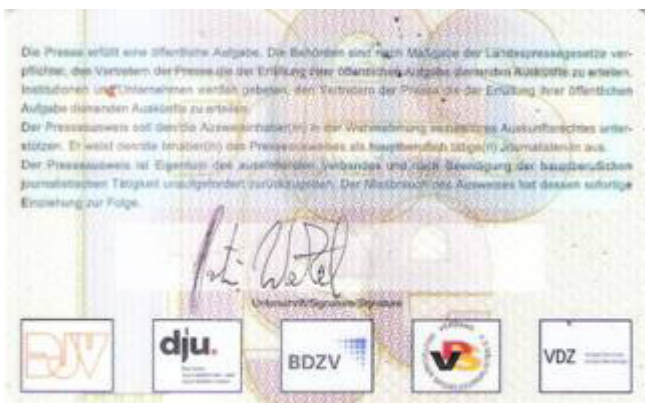 Die Presse erfüllt eine öffentliche Aufgabe. Die Behörden sind nach Maßgabe der Landespressegesetze ver-
pflichtet, den Vertretern der Presse die der Erfüllung ihrer öffentlichen Aufgabe dienenden Auskünfte zu erteilen.
Institutionen und Unternehmen werden gebeten, den Vertretern der Presse die der Erfüllung ihrer öffentlichen
Aufgabe dienenden Auskünfte zu erteilen.
Der Presseausweis soll den/die Ausweisinhaber(in) in der Wahrnehmung seines/ihres Auskunftsrechtes unter-
stützen. Er weist den/die Inhaber(in) des Presseausweises als hauptberuflich tätige(n) Journalisten/in aus.
Der Presseausweis ist Eigentum des ausstellenden Verbandes und nach Beendigung der hauptberuflichen
journalistischen Tätigkeit unaufgefordert zurückzugeben. Der Missbrauch des Ausweises hat dessen sofortige
Einziehung zur Folge.
Unterschrift/Signature/Signature
DJV
dju.
BDZV
VERBAND
VDS
VDZ